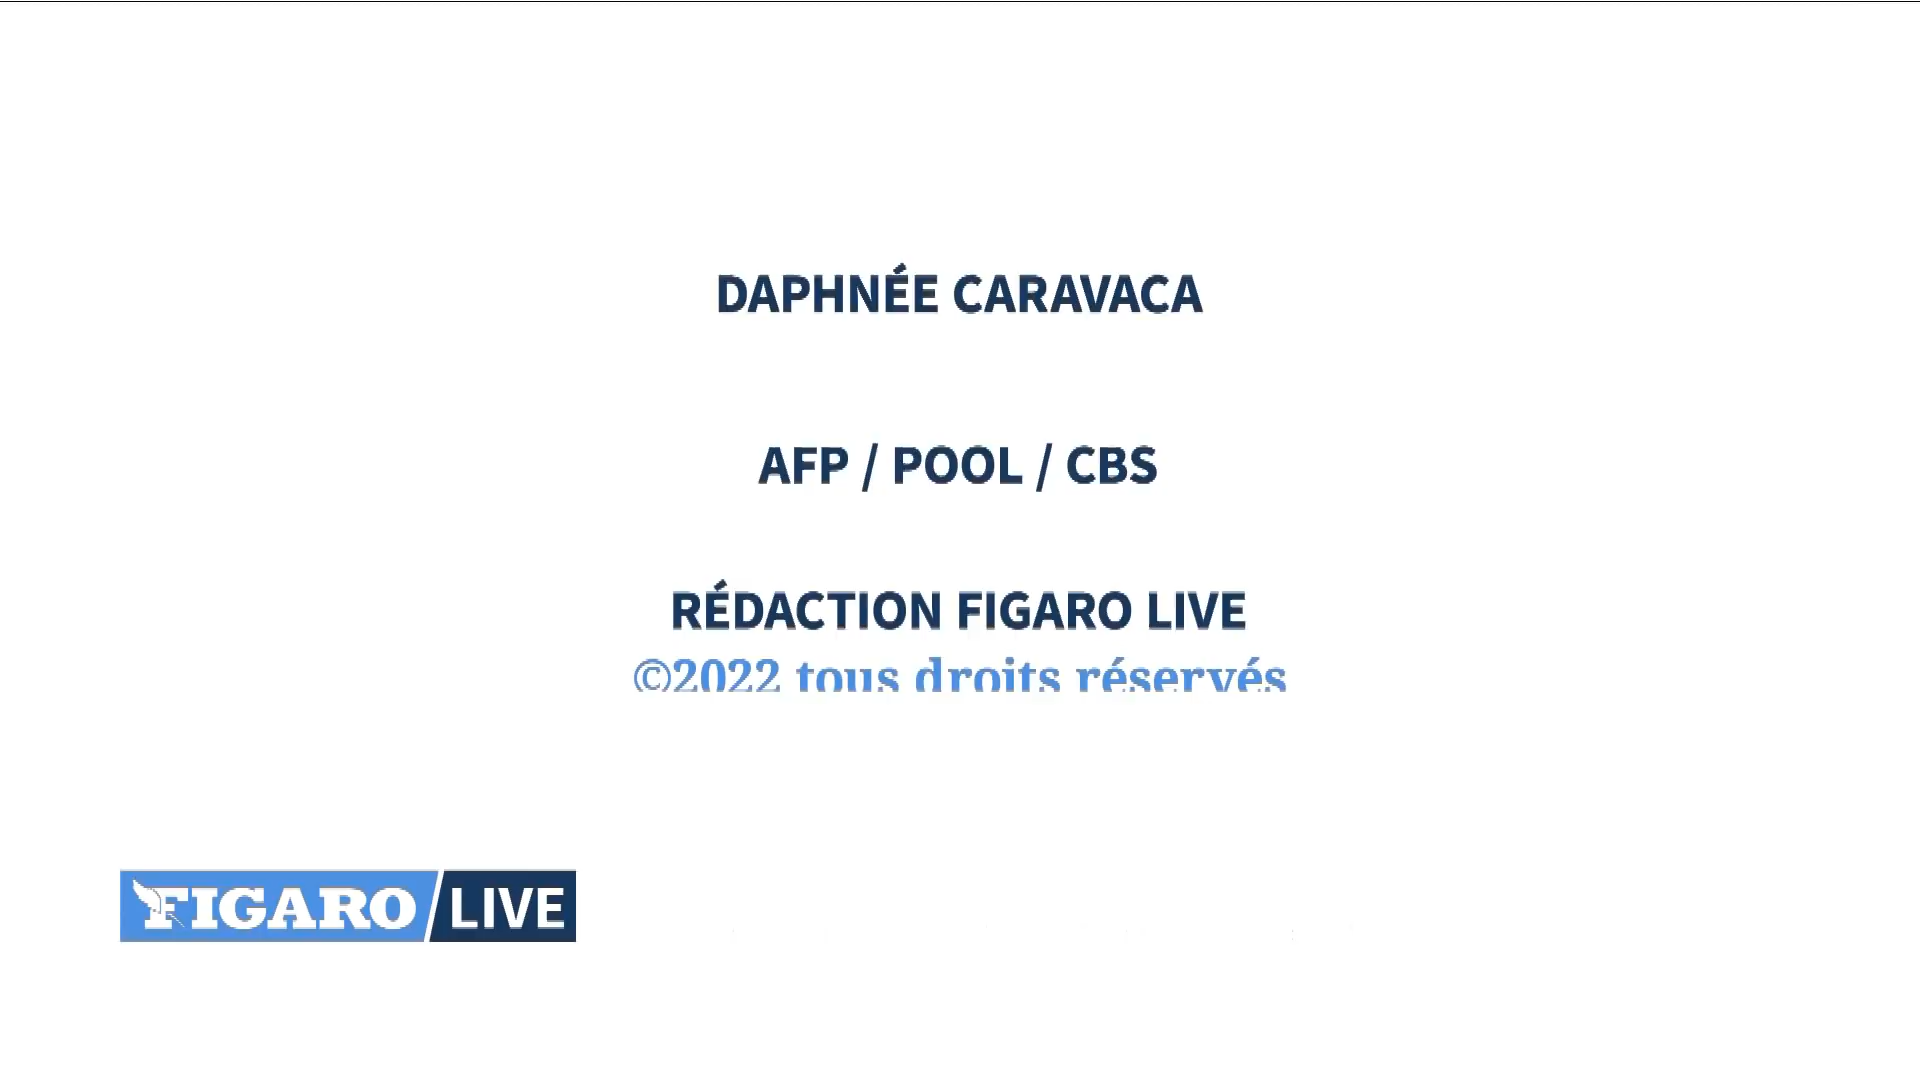 DAPHNÉE CARAVACA
AFP / POOL / CBS
RÉDACTION FIGARO LIVE
©2022 tous droits réservés
FIGARO LIVE